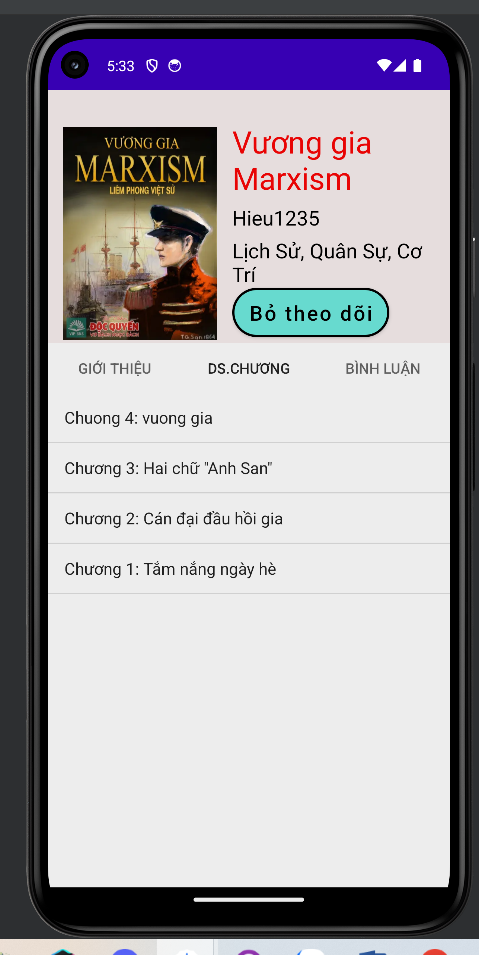 5:33
VƯƠNG GIA
MARXISM
LIÊM PHONG VIỆT SỬ
ĐỘC QUYỀN
Vương gia
Marxism
Hieu1235
Lịch Sử, Quân Sự, Cơ
Trí
Bỏ theo dõi
GIỚI THIỆU
DS.CHƯƠNG
BÌNH LUẬN
Chuong 4: vuong gia
Chương 3: Hai chữ "Anh San"
Chương 2: Cán đại đầu hồi gia
Chương 1: Tắm nắng ngày hè